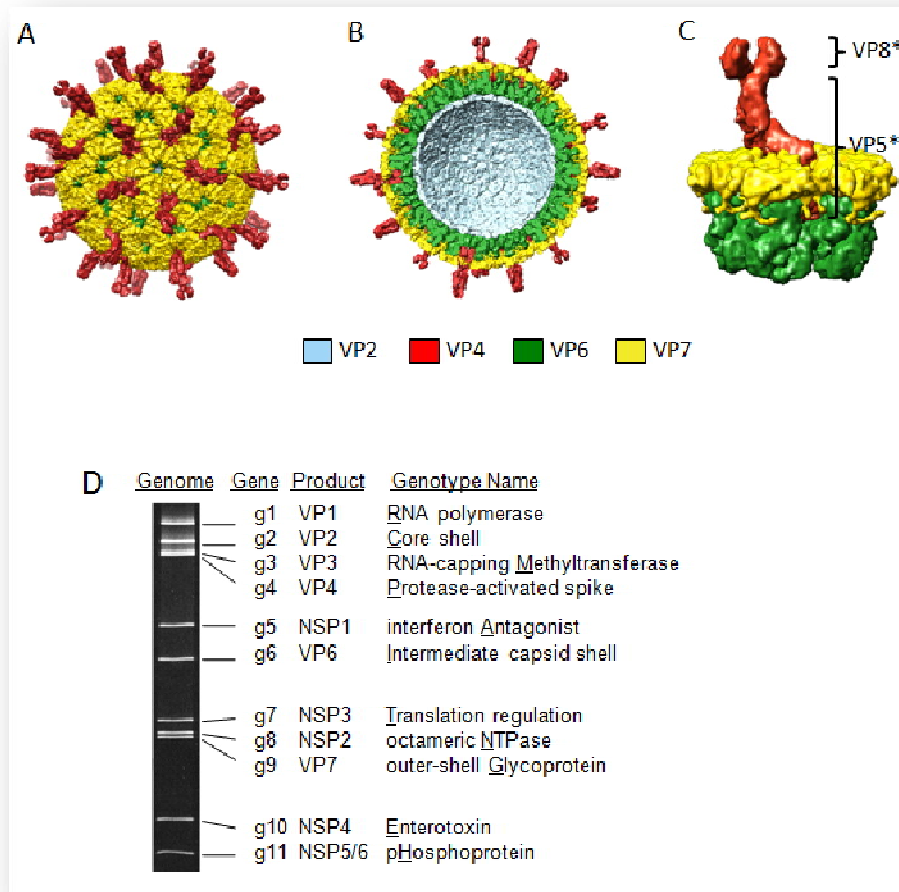 A
B
C
VP8*
VP5*
VP2 VP4 VP6 VP7
D
Genome Gene Product Genotype Name
g1 VP1 RNA polymerase
g2 VP2 Core shell
g3 VP3 RNA-capping Methyltransferase
g4 VP4 Protease-activated spike
g5 NSP1 interferon Antagonist
g6 VP6 Intermediate capsid shell
g7 NSP3 Translation regulation
g8 NSP2 octameric NTPase
g9 VP7 outer-shell Glycoprotein
g10 NSP4 Enterotoxin
g11 NSP5/6 pHosphoprotein